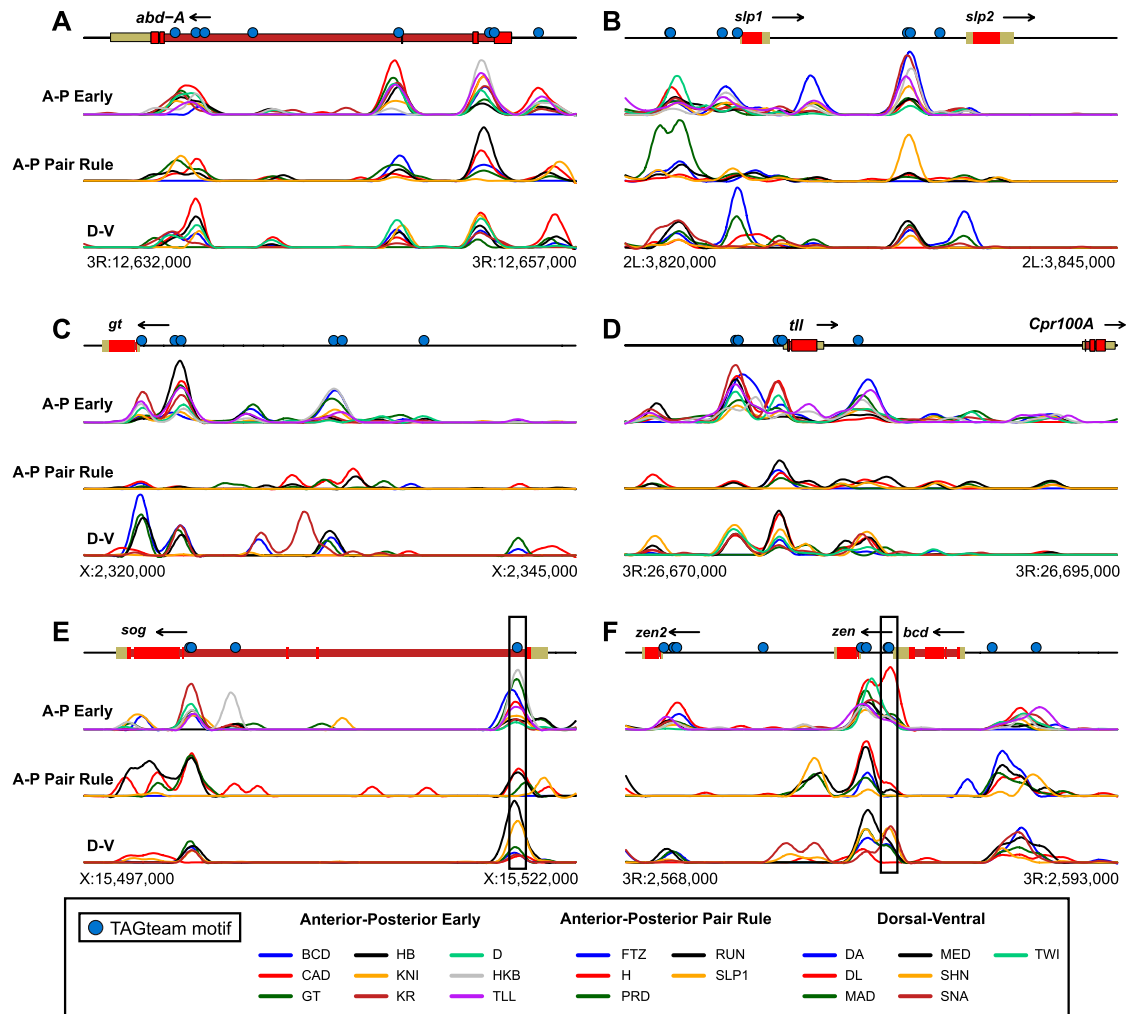 A
abd−A
A-P Early
A-P Pair Rule
D-V
3R:12,632,000 3R:12,657,000
B
slp1 slp2
2L:3,820,000 2L:3,845,000
C
gt
A-P Early
A-P Pair Rule
D-V
X:2,320,000 X:2,345,000
D
tll Cpr100A
3R:26,670,000 3R:26,695,000
E
sog
A-P Early
A-P Pair Rule
D-V
X:15,497,000 X:15,522,000
F
zen2 zen bcd
3R:2,568,000 3R:2,593,000
TAGteam motif
Anterior-Posterior Early
BCD HB D
CAD KNI HKB
GT KR TLL
Anterior-Posterior Pair Rule
FTZ RUN
H SLP1
PRD
Dorsal-Ventral
DA MED TWI
DL SHN
MAD SNA